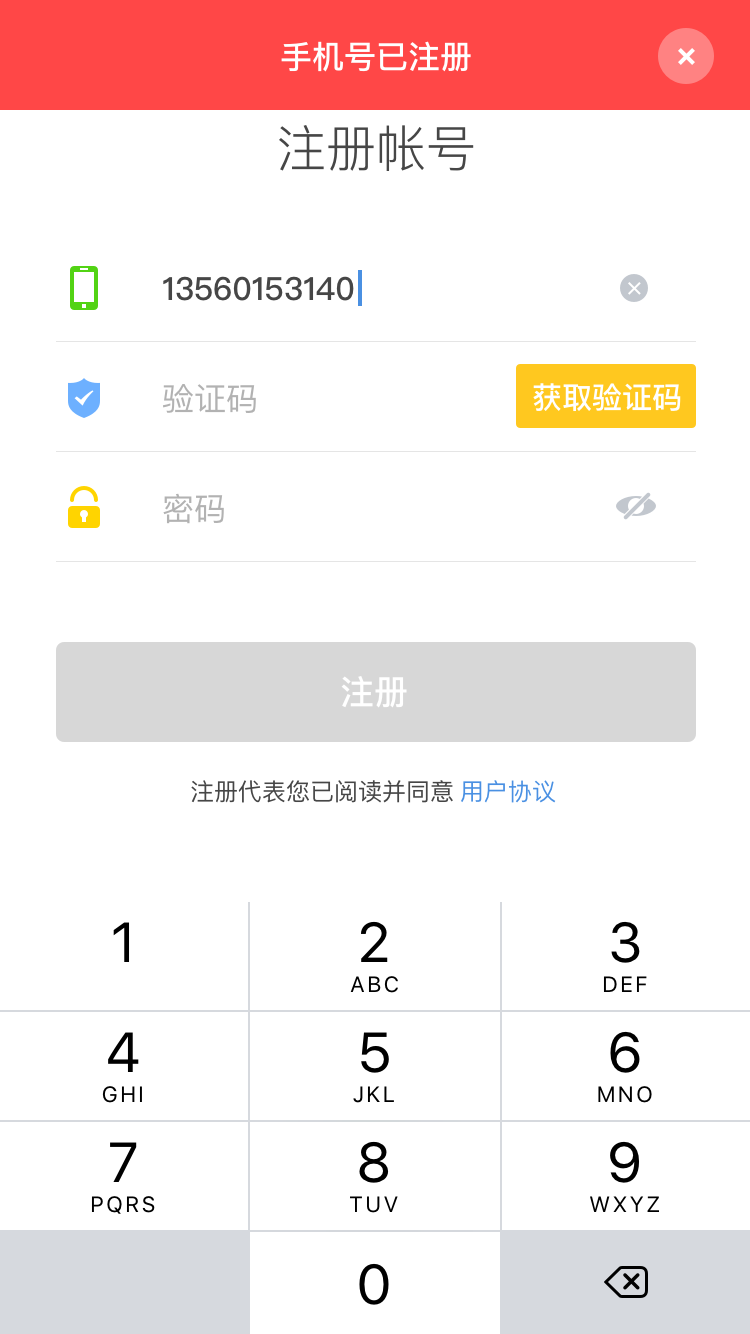 手机号已注册
注册帐号
13560153140
验证码 获取验证码
密码
注册
注册代表您已阅读并同意 用户协议
1 2 3
ABC DEF
4 5 6
GHI JKL MNO
7 8 9
PQRS TUV WXYZ
0